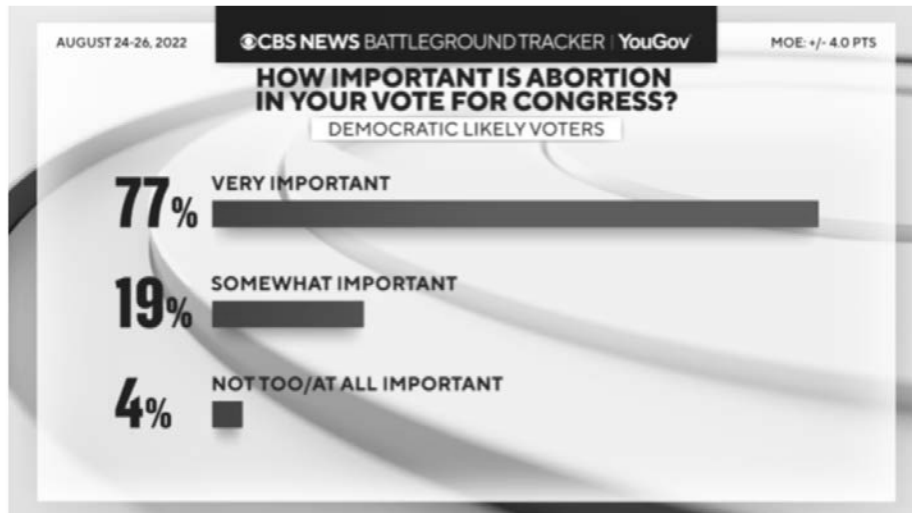 AUGUST 24-26, 2022
CBS NEWS BATTLEGROUND TRACKER | YouGov
MOE: +/- 4.0 PTS
HOW IMPORTANT IS ABORTION
IN YOUR VOTE FOR CONGRESS?
DEMOCRATIC LIKELY VOTERS
77% VERY IMPORTANT
19% SOMEWHAT IMPORTANT
4% NOT TOO/AT ALL IMPORTANT